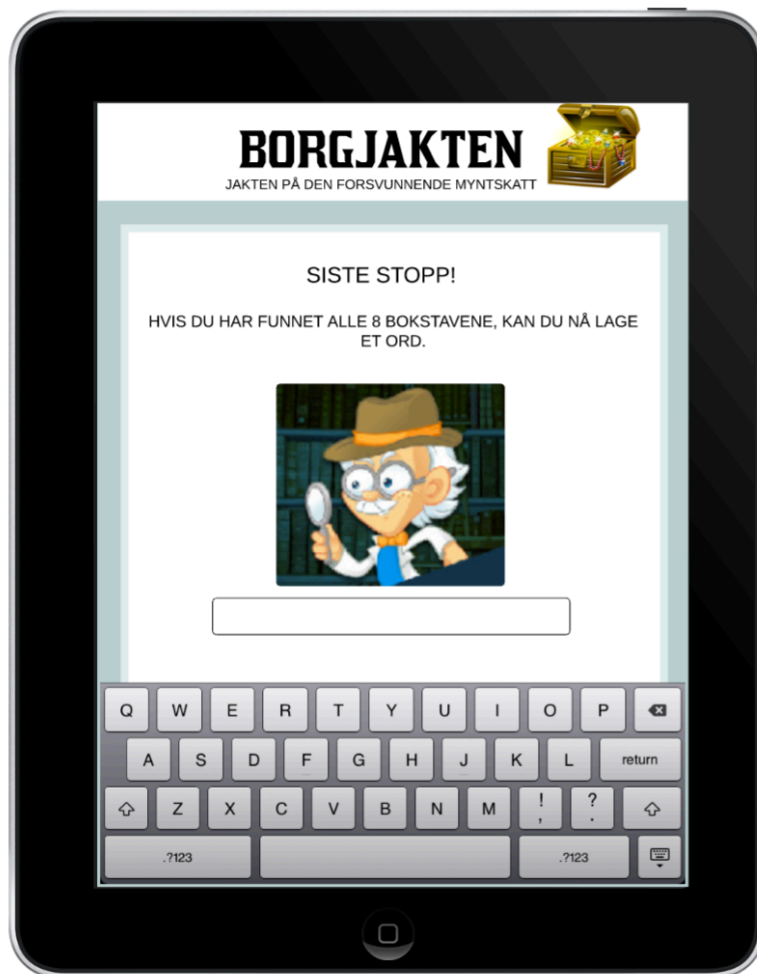 BORGJAKTEN
JAKTEN PÅ DEN FORSVUNNENDE MYNTSKATT
SISTE STOPP!
HVIS DU HAR FUNNET ALLE 8 BOKSTAVENE, KAN DU NÅ LAGE
ET ORD.
Q W E R T Y U I O P
A S D F G H J K L return
Z X C V B N M ! , ? .
.?123 .?123